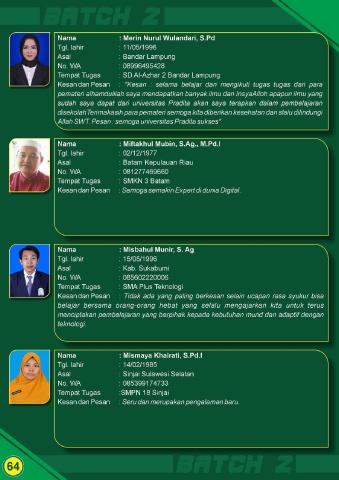 BATCH 2
Nama : Merin Nurul Wulandari, S.Pd
Tgl. lahir : 11/05/1996
Asal : Bandar Lampung
No. WA : 08996495428
Tempat Tugas : SD Al-Azhar 2 Bandar Lampung
Kesan dan Pesan : "Kesan : selama belajar dan mengikuti tugas tugas dari para
pemateri alhamdulilah saya mendapatkan banyak ilmu dan InsyaAlloh apapun ilmu yang
sudah saya dapat dari universitas Pradita akan saya terapkan dalam pembelajaran
disekolah Terimakasih para pemateri semoga kita diberikan kesehatan dan slalu dilindungi
Allah SWT. Pesan : semoga universitas Pradita sukses"
Nama : Miftakhul Mubin, S.Ag., M.Pd.I
Tgl. lahir : 02/12/1977
Asal : Batam Kepulauan Riau
No. WA : 081277469660
Tempat Tugas : SMKN 3 Batam
Kesan dan Pesan : Semoga semakin Expert di dunia Digital.
Nama : Misbahul Munir, S. Ag
Tgl. lahir : 15/05/1996
Asal : Kab. Sukabumi
No. WA : 085602220006
Tempat Tugas : SMA Plus Teknologi
Kesan dan Pesan : Tidak ada yang paling berkesan selain ucapan rasa syukur bisa
belajar bersama orang-orang hebat yang selalu mengajarkan kita untuk terus
menciptakan pembelajaran yang berpihak kepada kebutuhan murid dan adaptif dengan
teknologi.
Nama : Mismaya Khairati, S.Pd.I
Tgl. lahir : 14/02/1985
Asal : Sinjai Sulawesi Selatan
No. WA : 085399174733
Tempat Tugas :SMPN 18 Sinjai
Kesan dan Pesan : Seru dan merupakan pengalaman baru.
64
BATCH 2